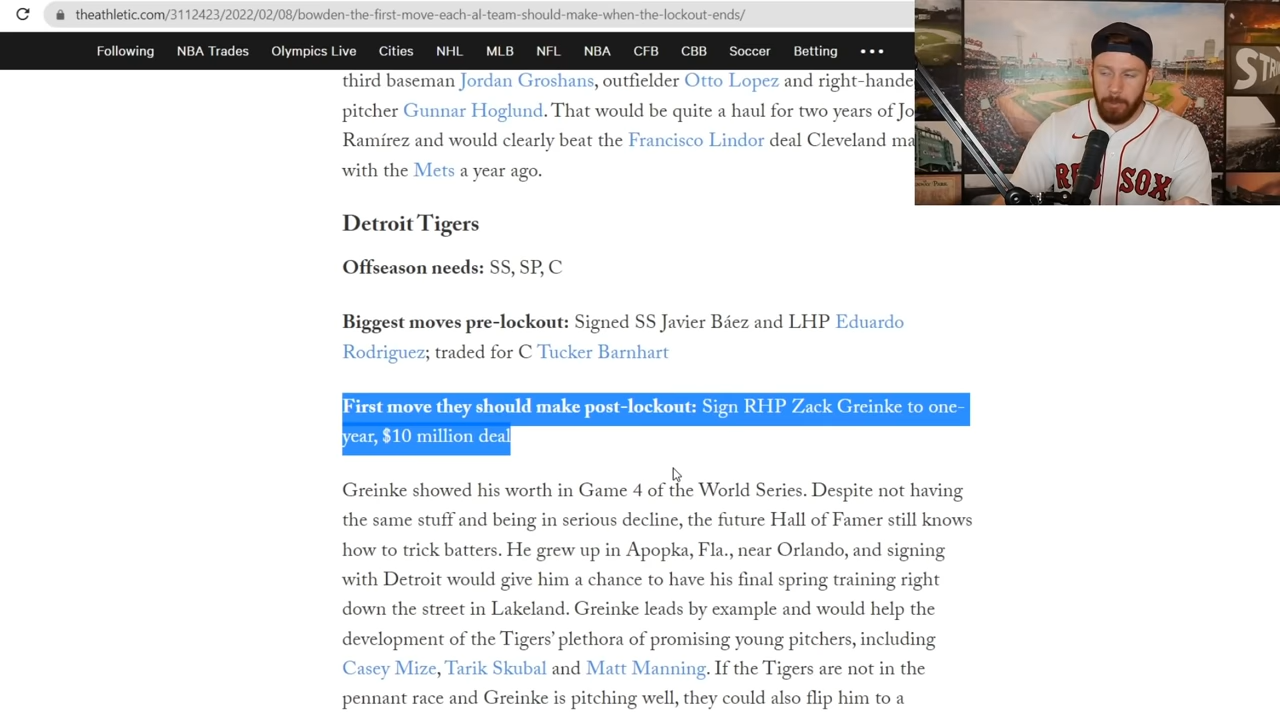 theathletic.com/3112423/2022/02/08/bowden-the-first-move-each-al-team-should-make-when-the-lockout-ends/
Following NBA Trades Olympics Live Cities NHL MLB NFL NBA CFB CBB Soccer Betting •••
third baseman Jordan Groshans, outfielder Otto Lopez and right-hande
pitcher Gunnar Hoglund. That would be quite a haul for two years of Jo
Ramírez and would clearly beat the Francisco Lindor deal Cleveland ma
with the Mets a year ago.
Detroit Tigers
Offseason needs: SS, SP, C
Biggest moves pre-lockout: Signed SS Javier Báez and LHP Eduardo
Rodriguez; traded for C Tucker Barnhart
First move they should make post-lockout: Sign RHP Zack Greinke to one-
year, $10 million deal
Greinke showed his worth in Game 4 of the World Series. Despite not having
the same stuff and being in serious decline, the future Hall of Famer still knows
how to trick batters. He grew up in Apopka, Fla., near Orlando, and signing
with Detroit would give him a chance to have his final spring training right
down the street in Lakeland. Greinke leads by example and would help the
development of the Tigers’ plethora of promising young pitchers, including
Casey Mize, Tarik Skubal and Matt Manning. If the Tigers are not in the
pennant race and Greinke is pitching well, they could also flip him to a
RED SOX
STR